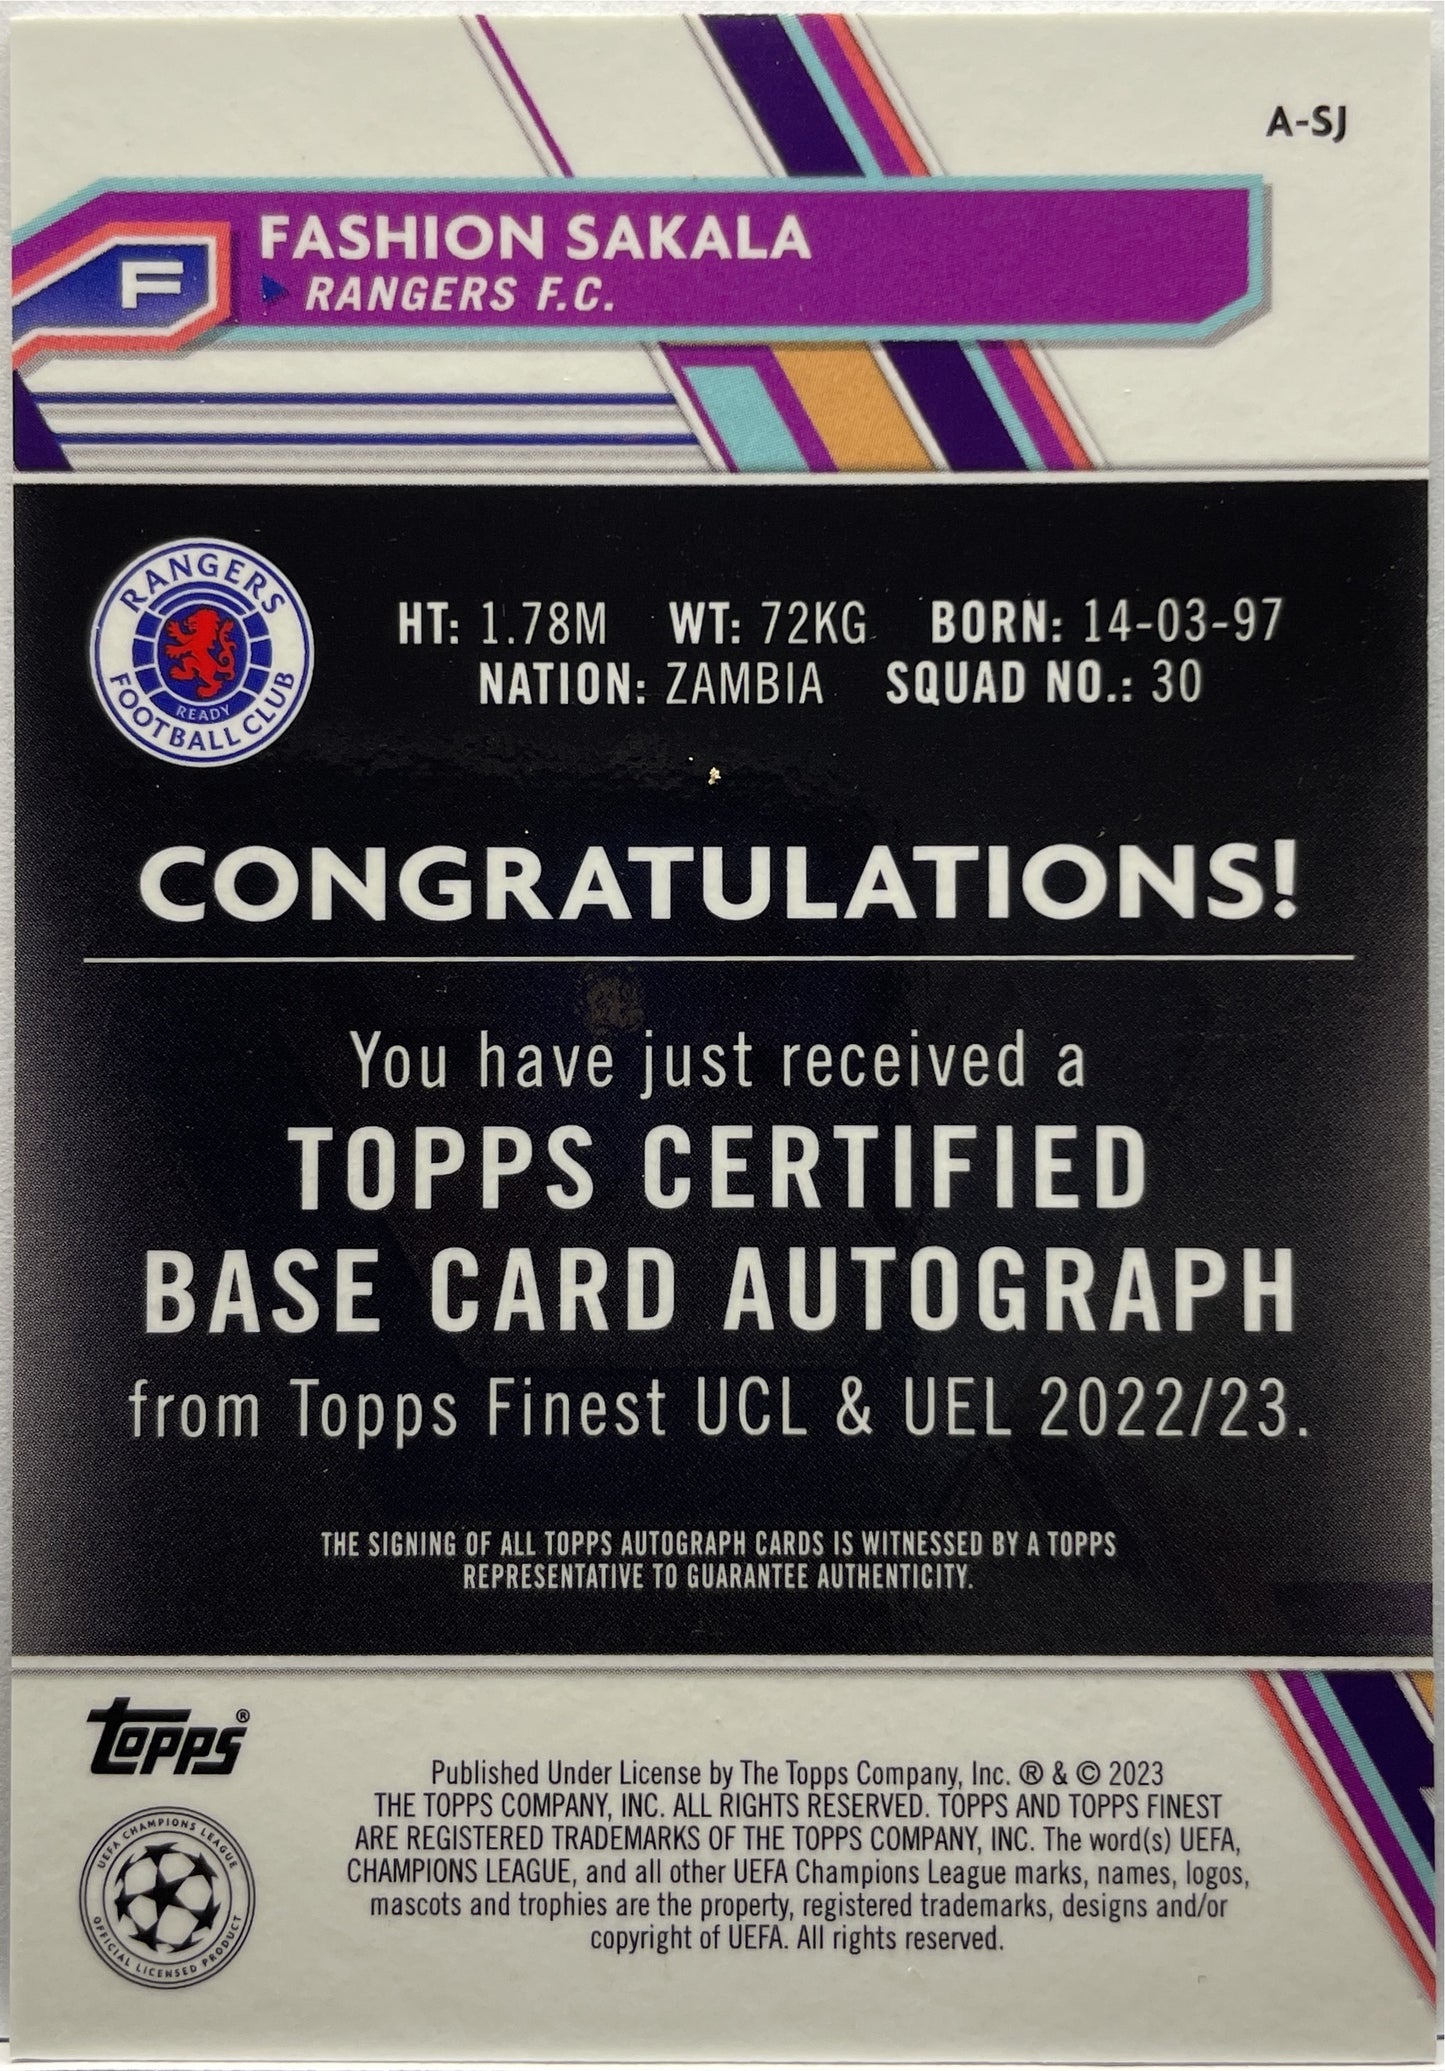 A-SJ
F
FASHION SAKALA
RANGERS F.C.
RANGERS
FOOTBALL CLUB
READY
HT: 1.78M WT: 72KG BORN: 14-03-97
NATION: ZAMBIA SQUAD NO.: 30
CONGRATULATIONS!
You have just received a
TOPPS CERTIFIED
BASE CARD AUTOGRAPH
from Topps Finest UCL & UEL 2022/23.
THE SIGNING OF ALL TOPPS AUTOGRAPH CARDS IS WITNESSED BY A TOPPS
REPRESENTATIVE TO GUARANTEE AUTHENTICITY.
Topps®
UEFA CHAMPIONS LEAGUE
OFFICIAL LICENSED PRODUCT
Published Under License by The Topps Company, Inc. ® & © 2023
THE TOPPS COMPANY, INC. ALL RIGHTS RESERVED. TOPPS AND TOPPS FINEST
ARE REGISTERED TRADEMARKS OF THE TOPPS COMPANY, INC. The word(s) UEFA,
CHAMPIONS LEAGUE, and all other UEFA Champions League marks, names, logos,
mascots and trophies are the property, registered trademarks, designs and/or
copyright of UEFA. All rights reserved.